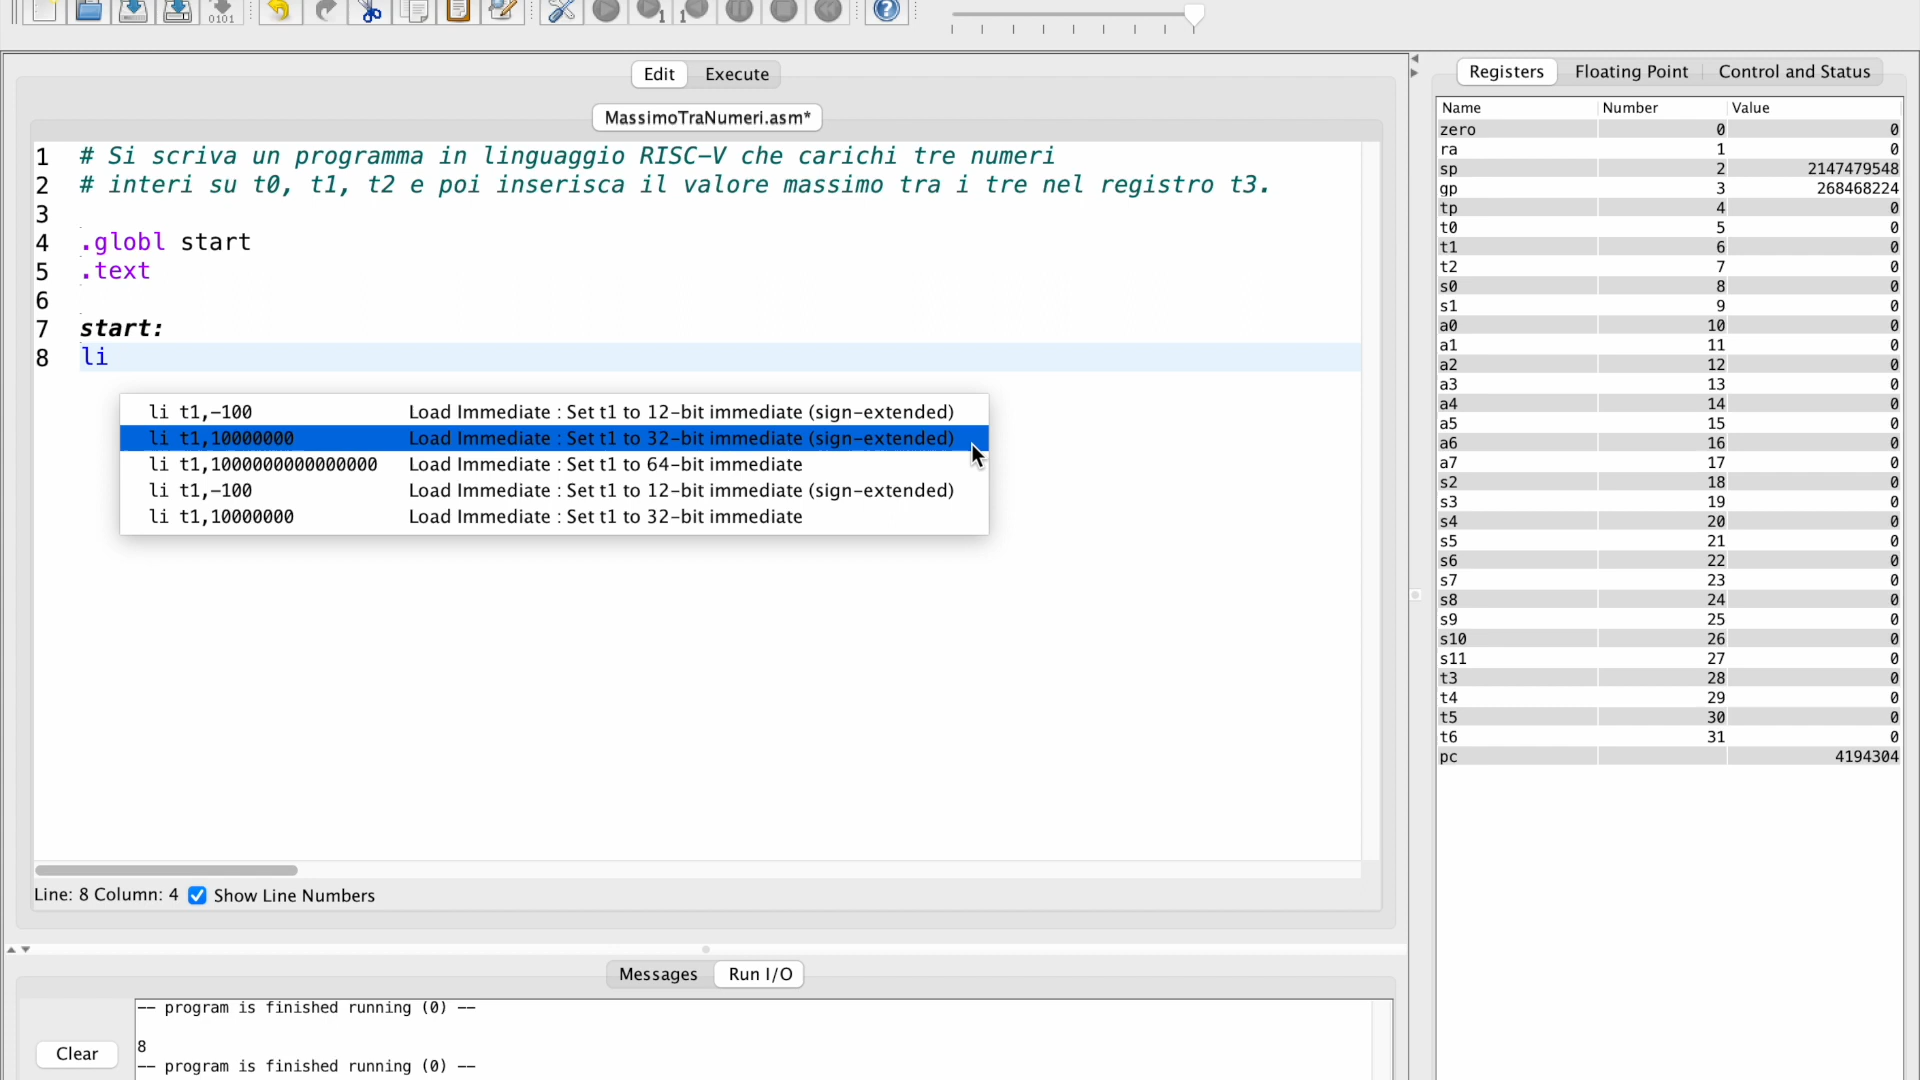 0101
1
1
?
Edit Execute
MassimoTraNumeri.asm*
1 # Si scriva un programma in linguaggio RISC-V che carichi tre numeri
2 # interi su t0, t1, t2 e poi inserisca il valore massimo tra i tre nel registro t3.
3
4 .globl start
5 .text
6
7 start:
8 li
li t1,-100 Load Immediate : Set t1 to 12-bit immediate (sign-extended)
li t1,10000000 Load Immediate : Set t1 to 32-bit immediate (sign-extended)
li t1,1000000000000000 Load Immediate : Set t1 to 64-bit immediate
li t1,-100 Load Immediate : Set t1 to 12-bit immediate (sign-extended)
li t1,10000000 Load Immediate : Set t1 to 32-bit immediate
Line: 8 Column: 4 Show Line Numbers
Messages Run I/O
-- program is finished running (0) --
8
-- program is finished running (0) --
Clear
Registers Floating Point Control and Status
Name Number Value
zero 0 0
ra 1 0
sp 2 2147479548
gp 3 268468224
tp 4 0
t0 5 0
t1 6 0
t2 7 0
s0 8 0
s1 9 0
a0 10 0
a1 11 0
a2 12 0
a3 13 0
a4 14 0
a5 15 0
a6 16 0
a7 17 0
s2 18 0
s3 19 0
s4 20 0
s5 21 0
s6 22 0
s7 23 0
s8 24 0
s9 25 0
s10 26 0
s11 27 0
t3 28 0
t4 29 0
t5 30 0
t6 31 0
pc 4194304